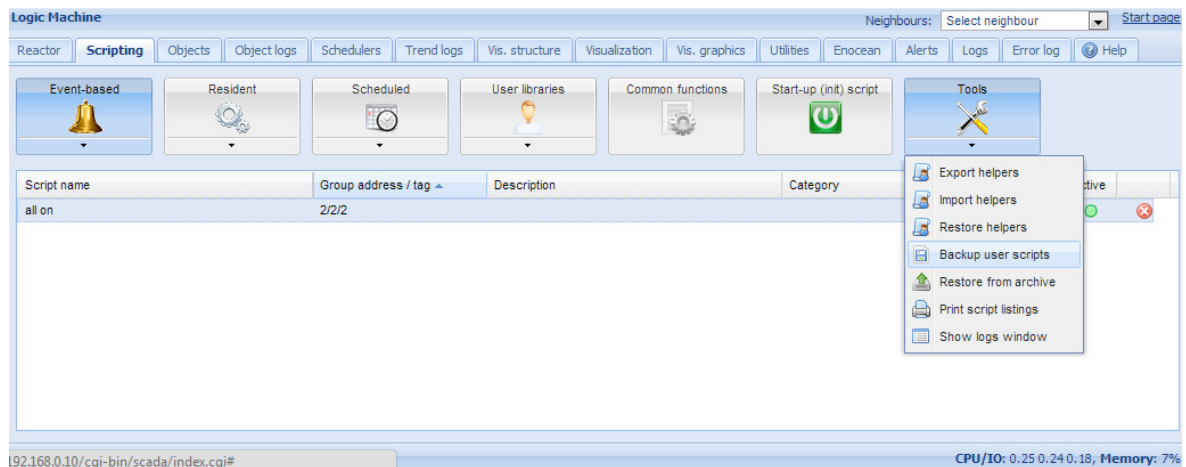 Logic Machine
Neighbours: Select neighbour Start page
Reactor Scripting Objects Object logs Schedulers Trend logs Vis. structure Visualization Vis. graphics Utilities Enocean Alerts Logs Error log Help
Event-based Resident Scheduled User libraries Common functions Start-up (init) script Tools
Script name Group address / tag Description Category ctive
all on 2/2/2
Export helpers
Import helpers
Restore helpers
Backup user scripts
Restore from archive
Print script listings
Show logs window
192.168.0.10/cgi-bin/scada/index.cgi#
CPU/IO: 0.25 0.24 0.18, Memory: 7%